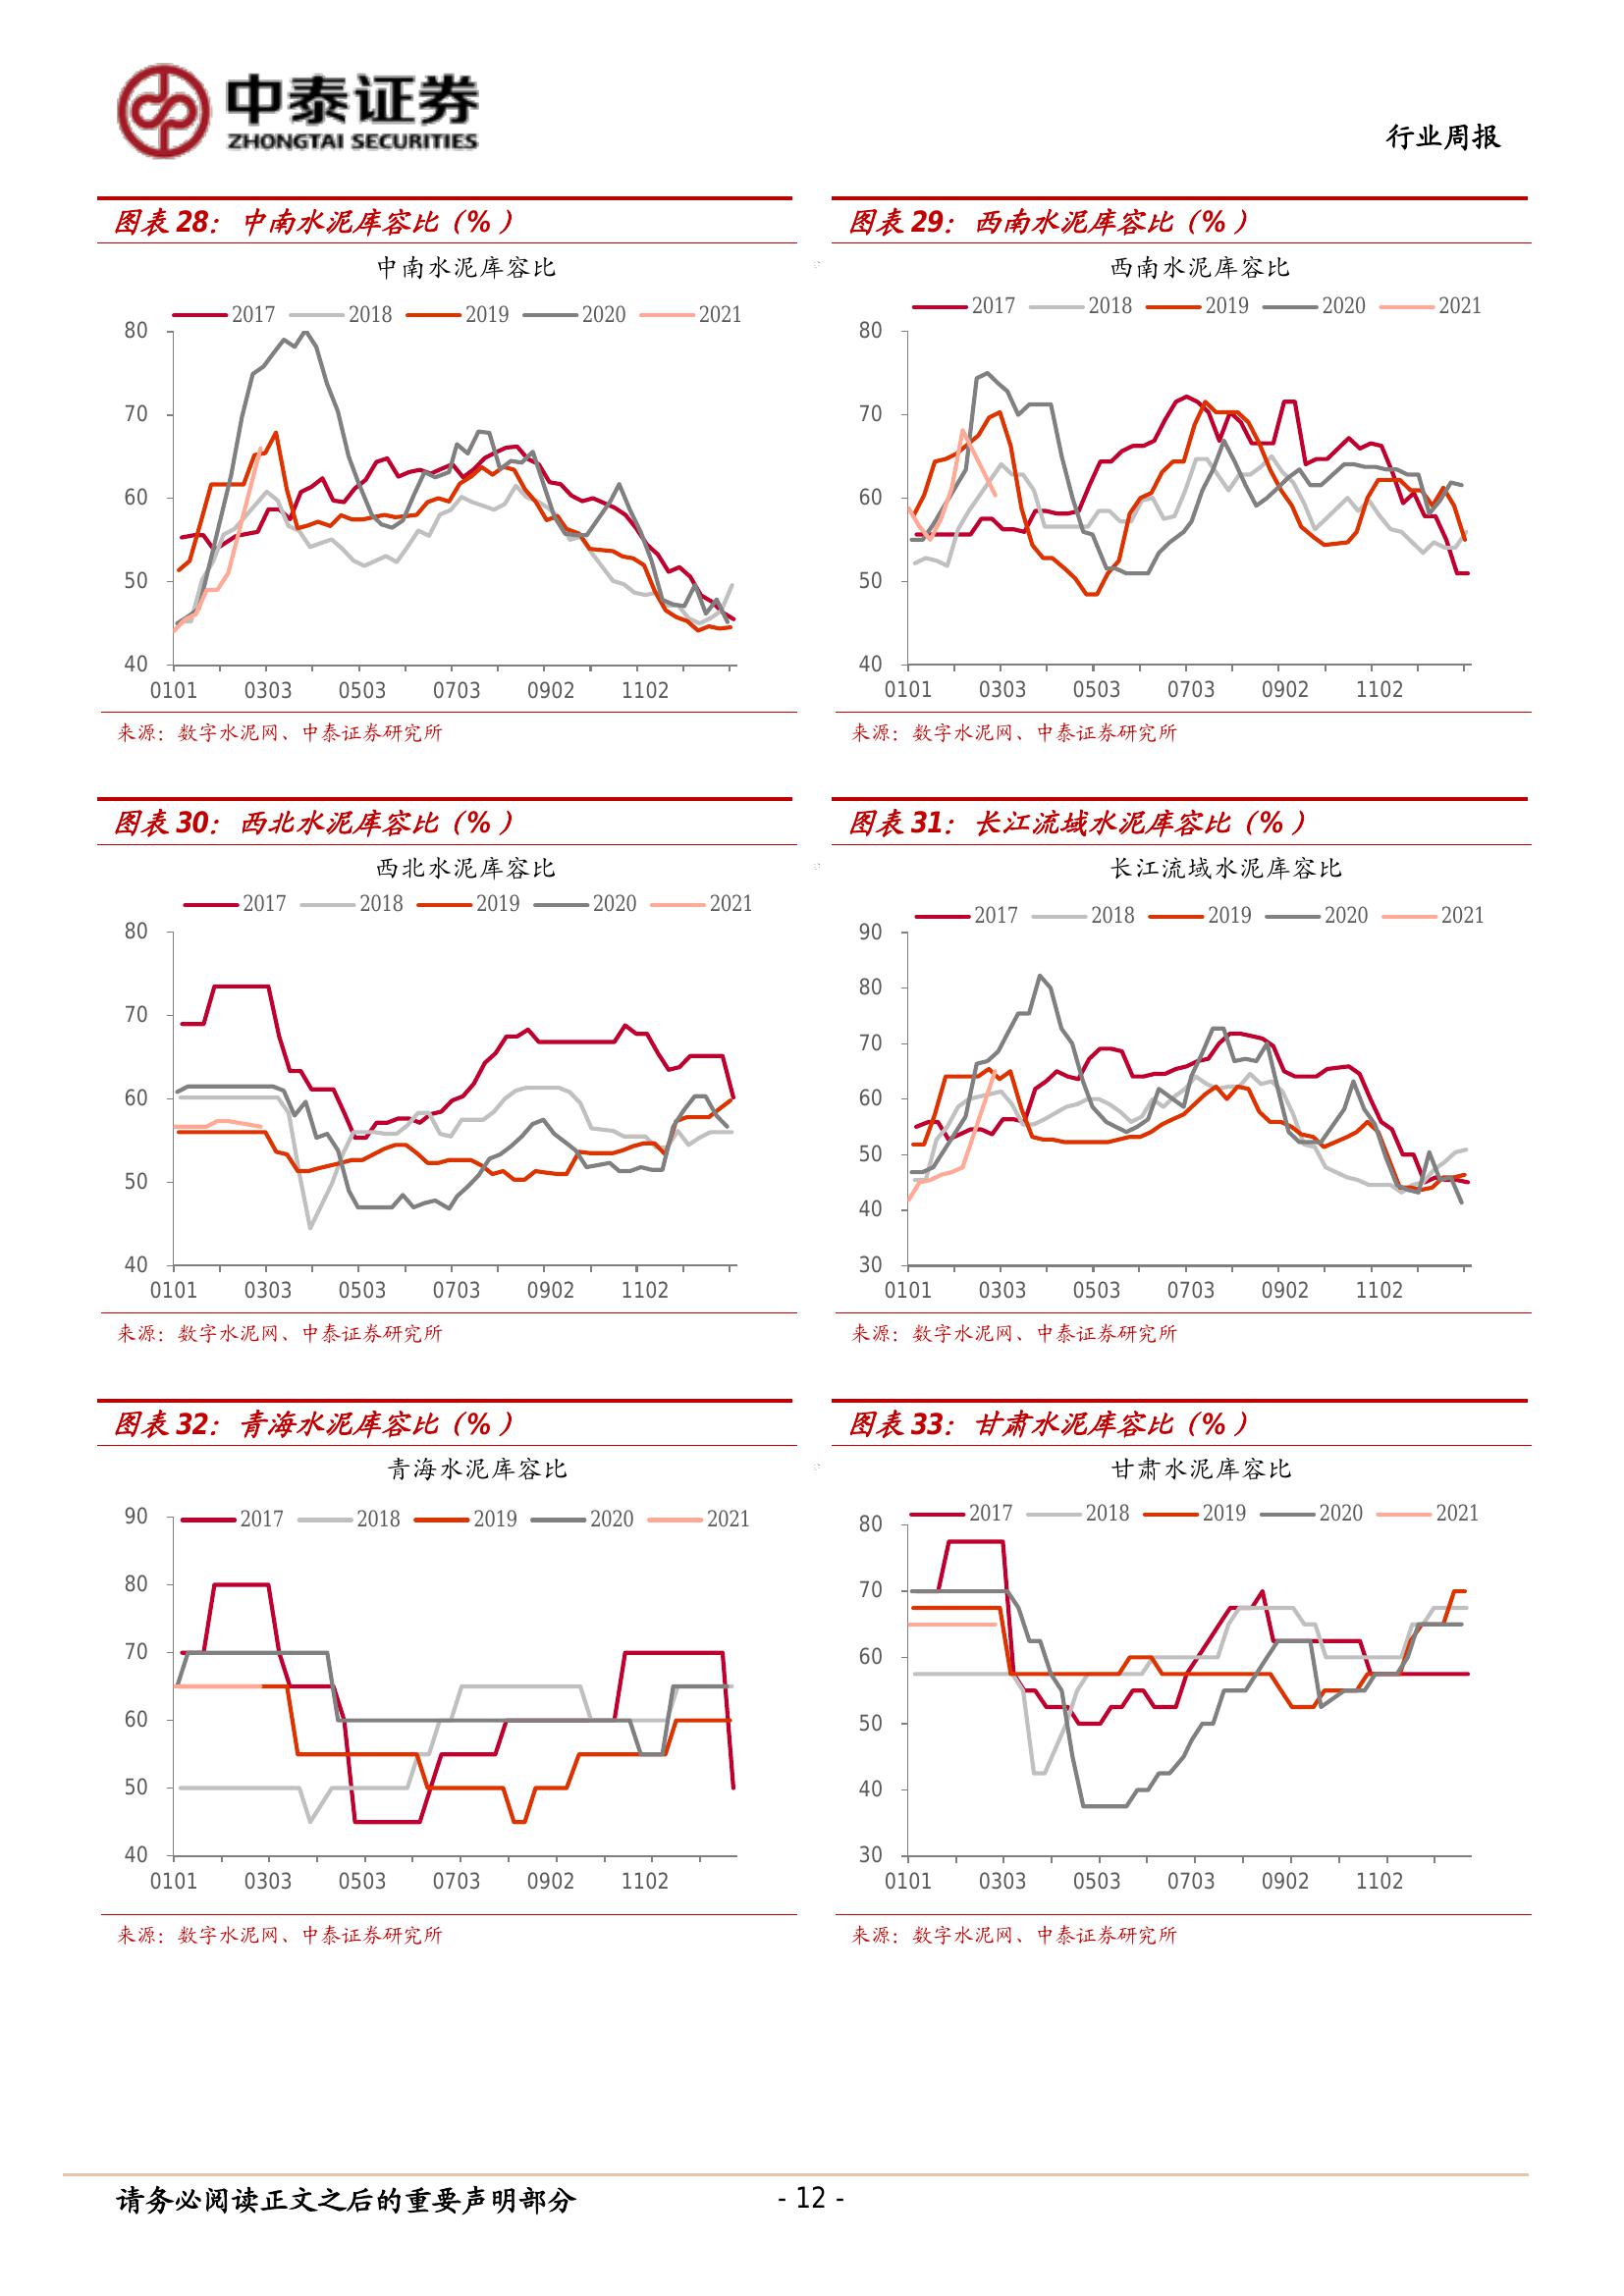 中泰证券
ZHONGTAI SECURITIES
行业周报
图表 28：中南水泥库容比（%）
中南水泥库容比
2017 2018 2019 2020 2021
80
70
60
50
40
0101 0303 0503 0703 0902 1102
来源：数字水泥网、中泰证券研究所
图表 29：西南水泥库容比（%）
西南水泥库容比
2017 2018 2019 2020 2021
80
70
60
50
40
0101 0303 0503 0703 0902 1102
来源：数字水泥网、中泰证券研究所
图表 30：西北水泥库容比（%）
西北水泥库容比
2017 2018 2019 2020 2021
80
70
60
50
40
0101 0303 0503 0703 0902 1102
来源：数字水泥网、中泰证券研究所
图表 31：长江流域水泥库容比（%）
长江流域水泥库容比
2017 2018 2019 2020 2021
90
80
70
60
50
40
30
0101 0303 0503 0703 0902 1102
来源：数字水泥网、中泰证券研究所
图表 32：青海水泥库容比（%）
青海水泥库容比
2017 2018 2019 2020 2021
90
80
70
60
50
40
0101 0303 0503 0703 0902 1102
来源：数字水泥网、中泰证券研究所
图表 33：甘肃水泥库容比（%）
甘肃水泥库容比
2017 2018 2019 2020 2021
80
70
60
50
40
30
0101 0303 0503 0703 0902 1102
来源：数字水泥网、中泰证券研究所
请务必阅读正文之后的重要声明部分
- 12 -